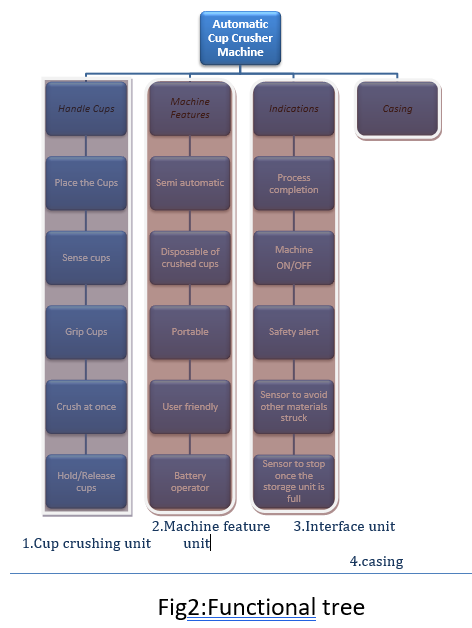 Automatic
Cup Crusher
Machine
Handle Cups
Place the Cups
Sense cups
Grip Cups
Crush at once
Hold/Release
cups
Machine
Features
Semi automatic
Disposable of
crushed cups
Portable
User friendly
Battery
operator
Indications
Process
completion
Machine
ON/OFF
Safety alert
Sensor to avoid
other materials
struck
Sensor to stop
once the
storage unit is
full
Casing
1.Cup crushing unit
2.Machine feature
unit
3.Interface unit
4.casing
Fig2:Functional tree